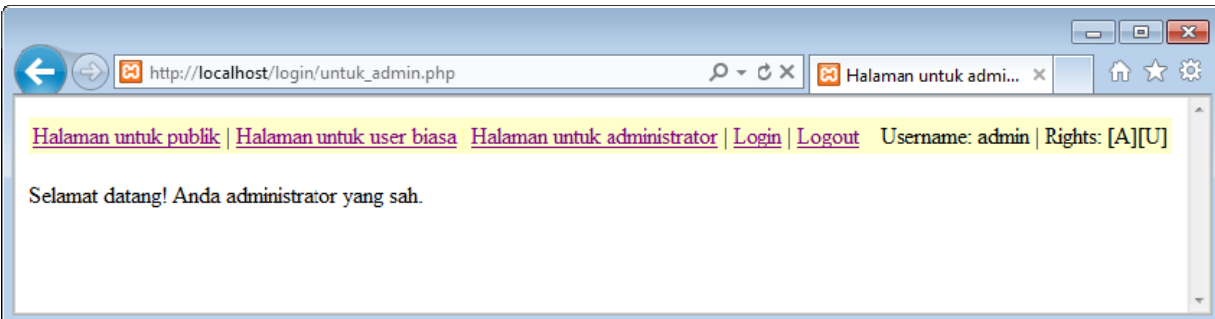 http://localhost/login/untuk_admin.php
Halaman untuk admi...
Halaman untuk publik | Halaman untuk user biasa Halaman untuk administrator | Login | Logout Username: admin | Rights: [A][U]
Selamat datang! Anda administrator yang sah.